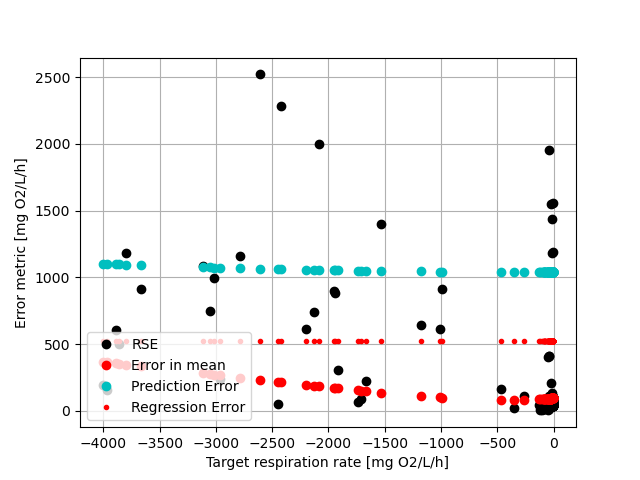 2500
2000
1500
1000
500
0
Error metric [mg O2/L/h]
RSE
Error in mean
Prediction Error
Regression Error
−4000 −3500 −3000 −2500 −2000 −1500 −1000 −500 0
Target respiration rate [mg O2/L/h]